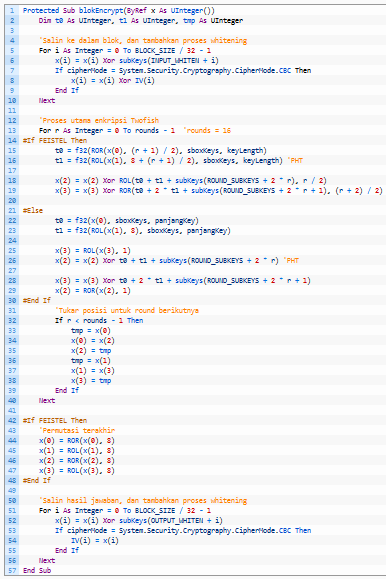 1 Protected Sub blokEncrypt(ByRef x As UInteger())
2 Dim t0 As UInteger, t1 As UInteger, tmp As UInteger
3
4 'Salin ke dalam blok, dan tambahkan proses whitening
5 For i As Integer = 0 To BLOCK_SIZE / 32 - 1
6 x(i) = x(i) Xor subKeys(INPUT_WHITEN + i)
7 If cipherMode = System.Security.Cryptography.CipherMode.CBC Then
8 x(i) = x(i) Xor IV(i)
9 End If
10 Next
11
12 'Proses utama enkripsi Twofish
13 For r As Integer = 0 To rounds - 1 'rounds = 16
14 #If FEISTEL Then
15 t0 = f32(ROR(x(0), (r + 1) / 2), sboxKeys, keyLength)
16 t1 = f32(ROL(x(1), 8 + (r + 1) / 2), sboxKeys, keyLength) 'PHT
17
18 x(2) = x(2) Xor ROL(t0 + t1 + subKeys(ROUND_SUBKEYS + 2 * r), r / 2)
19 x(3) = x(3) Xor ROR(t0 + 2 * t1 + subKeys(ROUND_SUBKEYS + 2 * r + 1), (r + 2) / 2)
20
21 #Else
22 t0 = f32(x(0), sboxKeys, panjangKey)
23 t1 = f32(ROL(x(1), 8), sboxKeys, panjangKey)
24
25 x(3) = ROL(x(3), 1)
26 x(2) = x(2) Xor t0 + t1 + subKeys(ROUND_SUBKEYS + 2 * r) 'PHT
27
28 x(3) = x(3) Xor t0 + 2 * t1 + subKeys(ROUND_SUBKEYS + 2 * r + 1)
29 x(2) = ROR(x(2), 1)
30 #End If
31 'Tukar posisi untuk round berikutnya
32 If r < rounds - 1 Then
33 tmp = x(0)
34 x(0) = x(2)
35 x(2) = tmp
36 tmp = x(1)
37 x(1) = x(3)
38 x(3) = tmp
39 End If
40 Next
41
42 #If FEISTEL Then
43 'Permutasi terakhir
44 x(0) = ROR(x(0), 8)
45 x(1) = ROL(x(1), 8)
46 x(2) = ROR(x(2), 8)
47 x(3) = ROL(x(3), 8)
48 #End If
49
50 'Salin hasil jawaban, dan tambahkan proses whitening
51 For i As Integer = 0 To BLOCK_SIZE / 32 - 1
52 x(i) = x(i) Xor subKeys(OUTPUT_WHITEN + i)
53 If cipherMode = System.Security.Cryptography.CipherMode.CBC Then
54 IV(i) = x(i)
55 End If
56 Next
57 End Sub